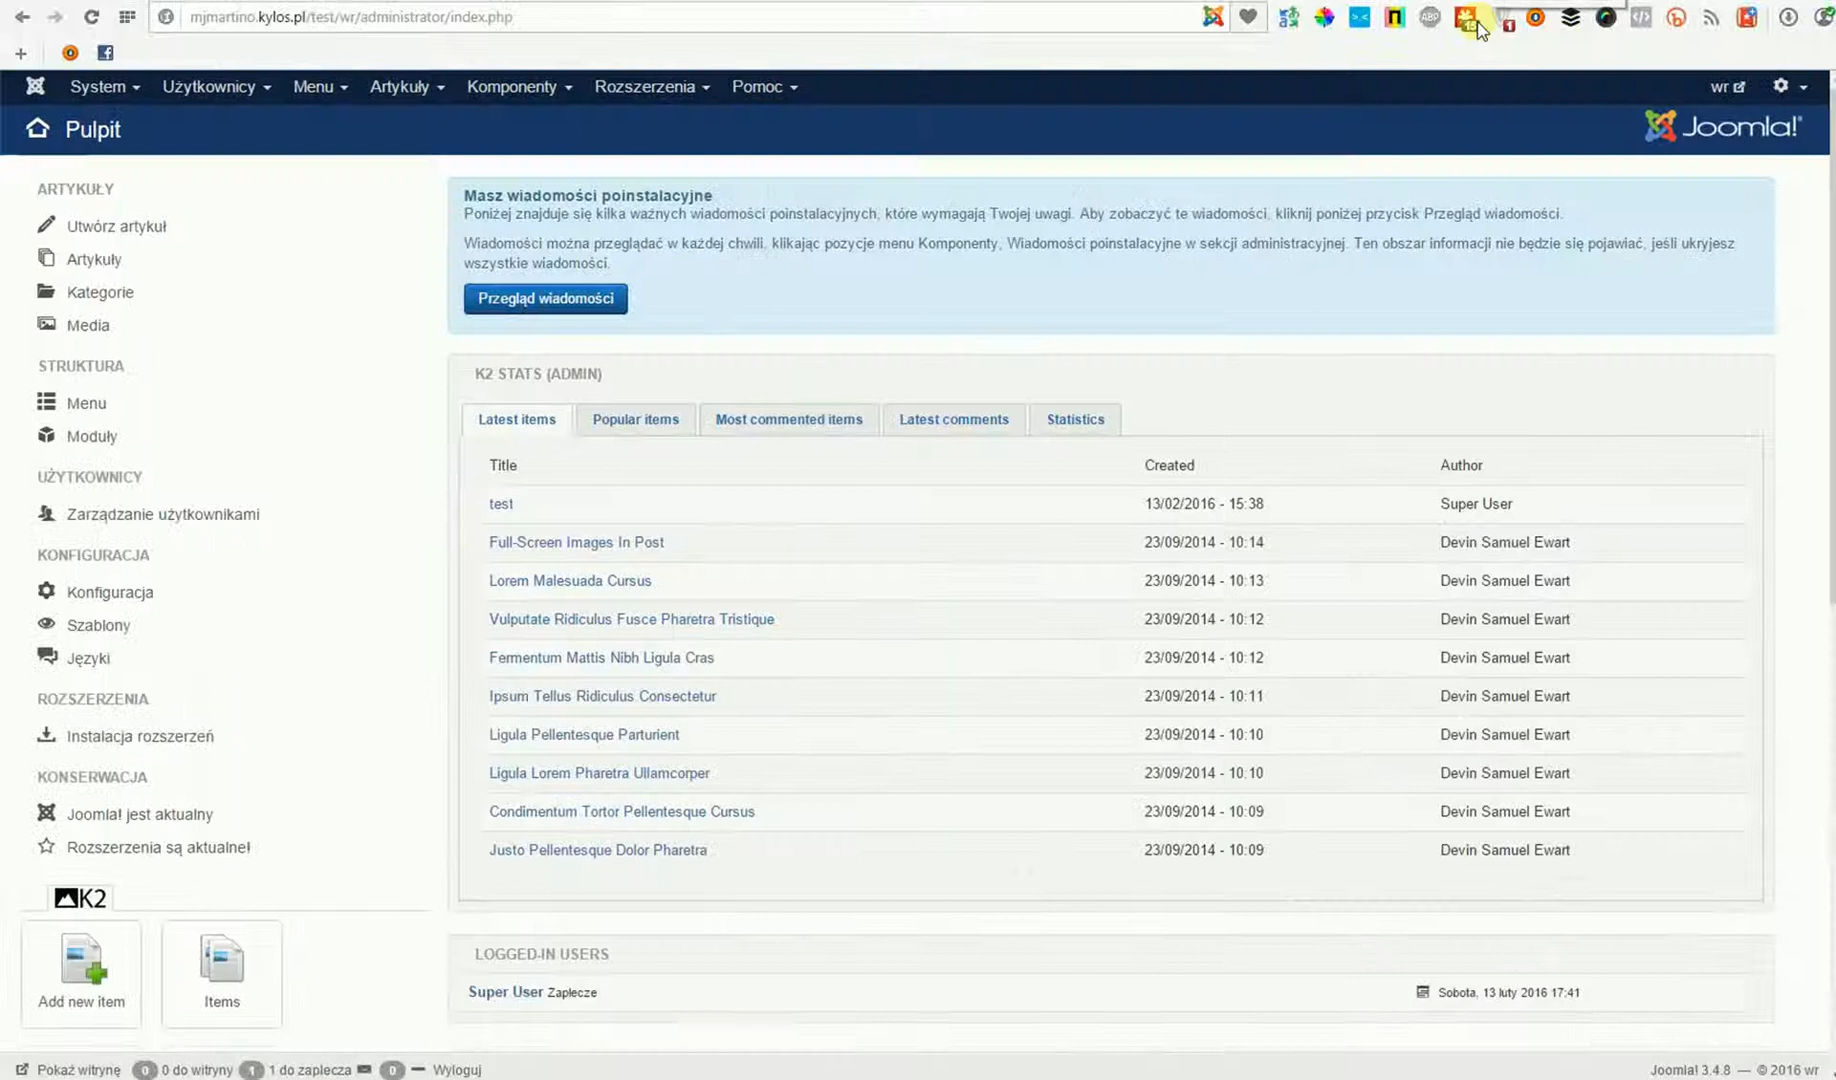 mjmartino.kylos.pl/test/wr/administrator/index.php
ABP
1
System Użytkownicy Menu Artykuły Komponenty Rozszerzenia Pomoc wr
Pulpit Joomla!
ARTYKUŁY
Utwórz artykuł
Artykuły
Kategorie
Media
STRUKTURA
Menu
Moduły
UŻYTKOWNICY
Zarządzanie użytkownikami
KONFIGURACJA
Konfiguracja
Szablony
Języki
ROZSZERZENIA
Instalacja rozszerzeń
KONSERWACJA
Joomla! jest aktualny
Rozszerzenia są aktualne!
K2
Add new item Items
Masz wiadomości poinstalacyjne
Poniżej znajduje się kilka ważnych wiadomości poinstalacyjnych, które wymagają Twojej uwagi. Aby zobaczyć te wiadomości, kliknij poniżej przycisk Przegląd wiadomości.
Wiadomości można przeglądać w każdej chwili, klikając pozycje menu Komponenty, Wiadomości poinstalacyjne w sekcji administracyjnej. Ten obszar informacji nie będzie się pojawiać, jeśli ukryjesz
wszystkie wiadomości.
Przegląd wiadomości
K2 STATS (ADMIN)
Latest items Popular items Most commented items Latest comments Statistics
Title Created Author
test 13/02/2016 - 15:38 Super User
Full-Screen Images In Post 23/09/2014 - 10:14 Devin Samuel Ewart
Lorem Malesuada Cursus 23/09/2014 - 10:13 Devin Samuel Ewart
Vulputate Ridiculus Fusce Pharetra Tristique 23/09/2014 - 10:12 Devin Samuel Ewart
Fermentum Mattis Nibh Ligula Cras 23/09/2014 - 10:12 Devin Samuel Ewart
Ipsum Tellus Ridiculus Consectetur 23/09/2014 - 10:11 Devin Samuel Ewart
Ligula Pellentesque Parturient 23/09/2014 - 10:10 Devin Samuel Ewart
Ligula Lorem Pharetra Ullamcorper 23/09/2014 - 10:10 Devin Samuel Ewart
Condimentum Tortor Pellentesque Cursus 23/09/2014 - 10:09 Devin Samuel Ewart
Justo Pellentesque Dolor Pharetra 23/09/2014 - 10:09 Devin Samuel Ewart
LOGGED-IN USERS
Super User Zaplecze Sobota, 13 luty 2016 17:41
Pokaż witrynę 0 0 do witryny 1 1 do zaplecza 0 Wyloguj Joomla! 3.4.8 — © 2016 wr